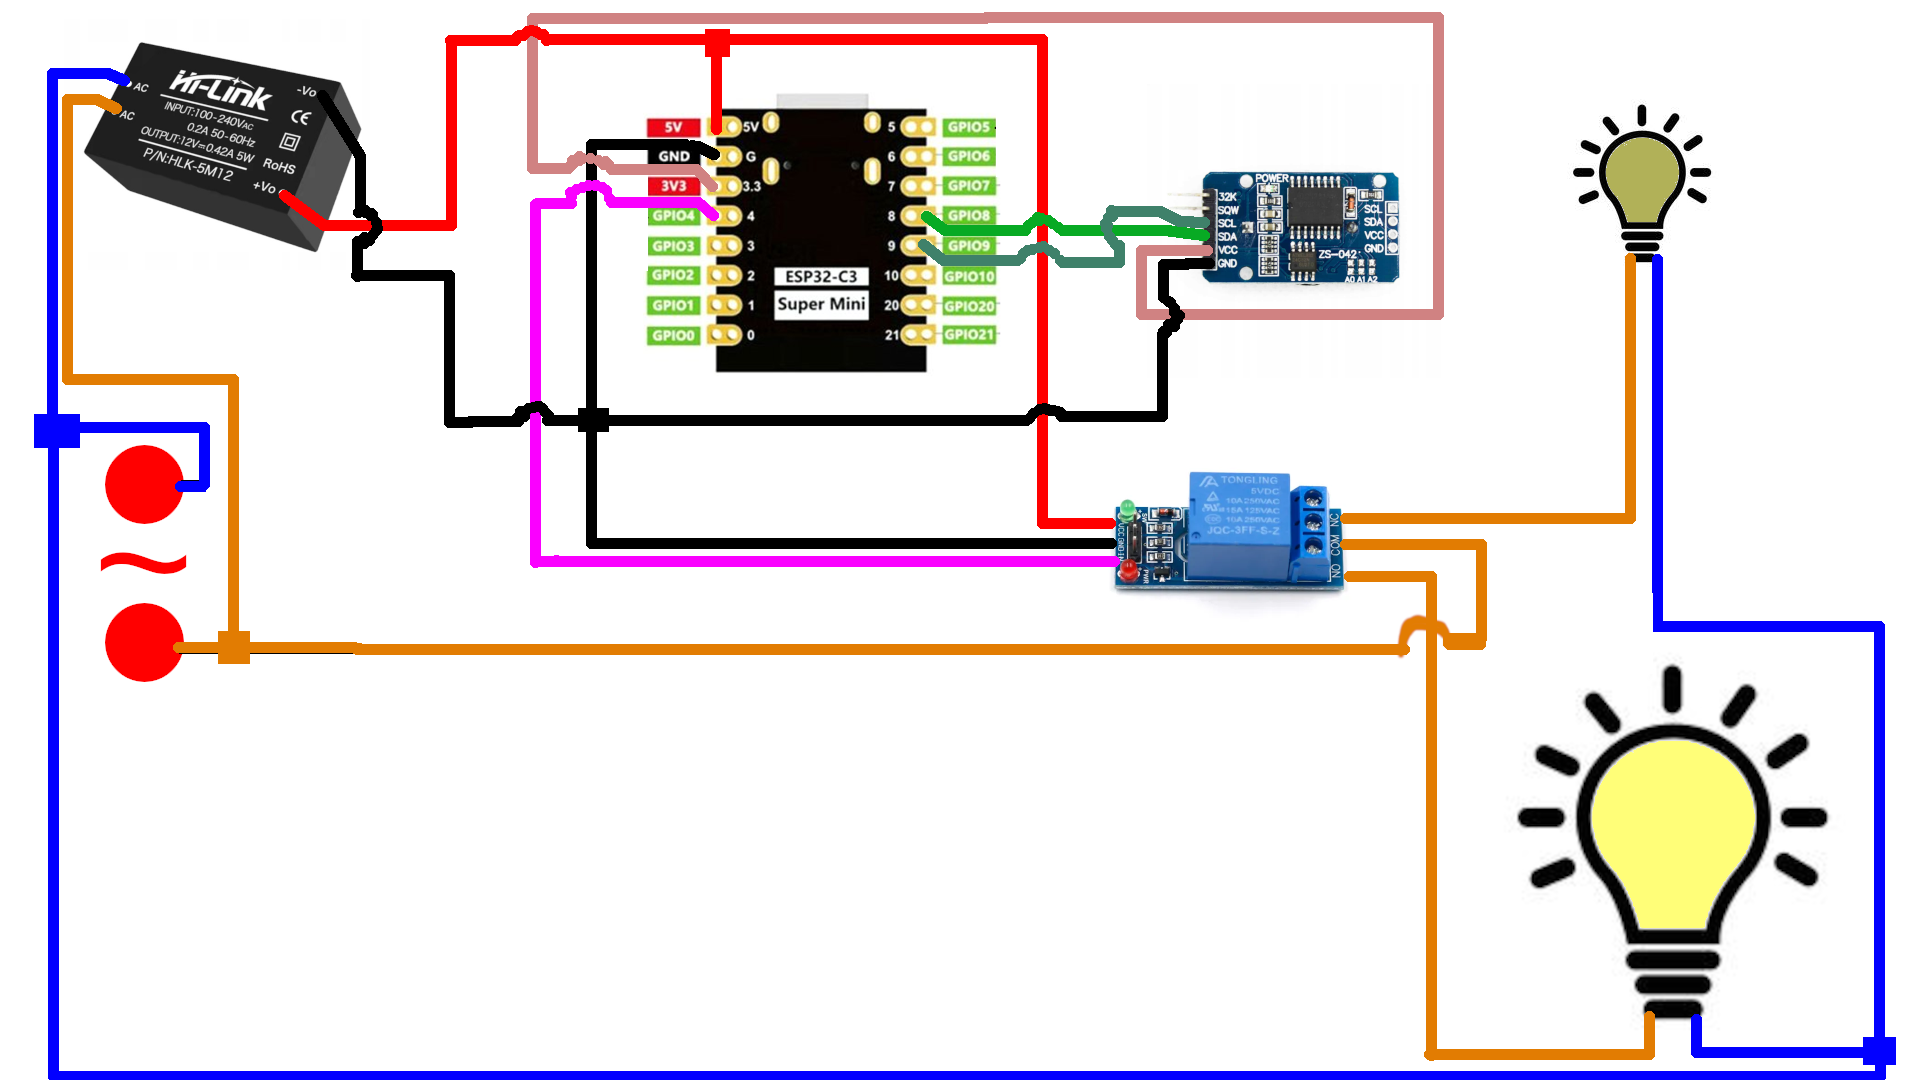 Hi-Link
INPUT:100-240VAC
0.2A 50-60Hz
OUTPUT:12V=0.42A 5W
P/N:HLK-5M12
AC
AC
-Vo
+Vo
CE
RoHS
5V
GND
3V3
GPIO4
GPIO3
GPIO2
GPIO1
GPIO0
5V
G
3.3
4
3
2
1
0
ESP32-C3
Super Mini
5
6
7
8
9
10
20
21
GPIO5
GPIO6
GPIO7
GPIO8
GPIO9
GPIO10
GPIO20
GPIO21
POWER
32K
SQW
SCL
SDA
VCC
GND
SCL
SDA
VCC
GND
ZS-042
A0 A1 A2
TONGLING
5VDC
10A250VAC
15A 125VAC
10A 250VAC
JQC-3FF-S-Z
NC
COM
NO
PWR
~